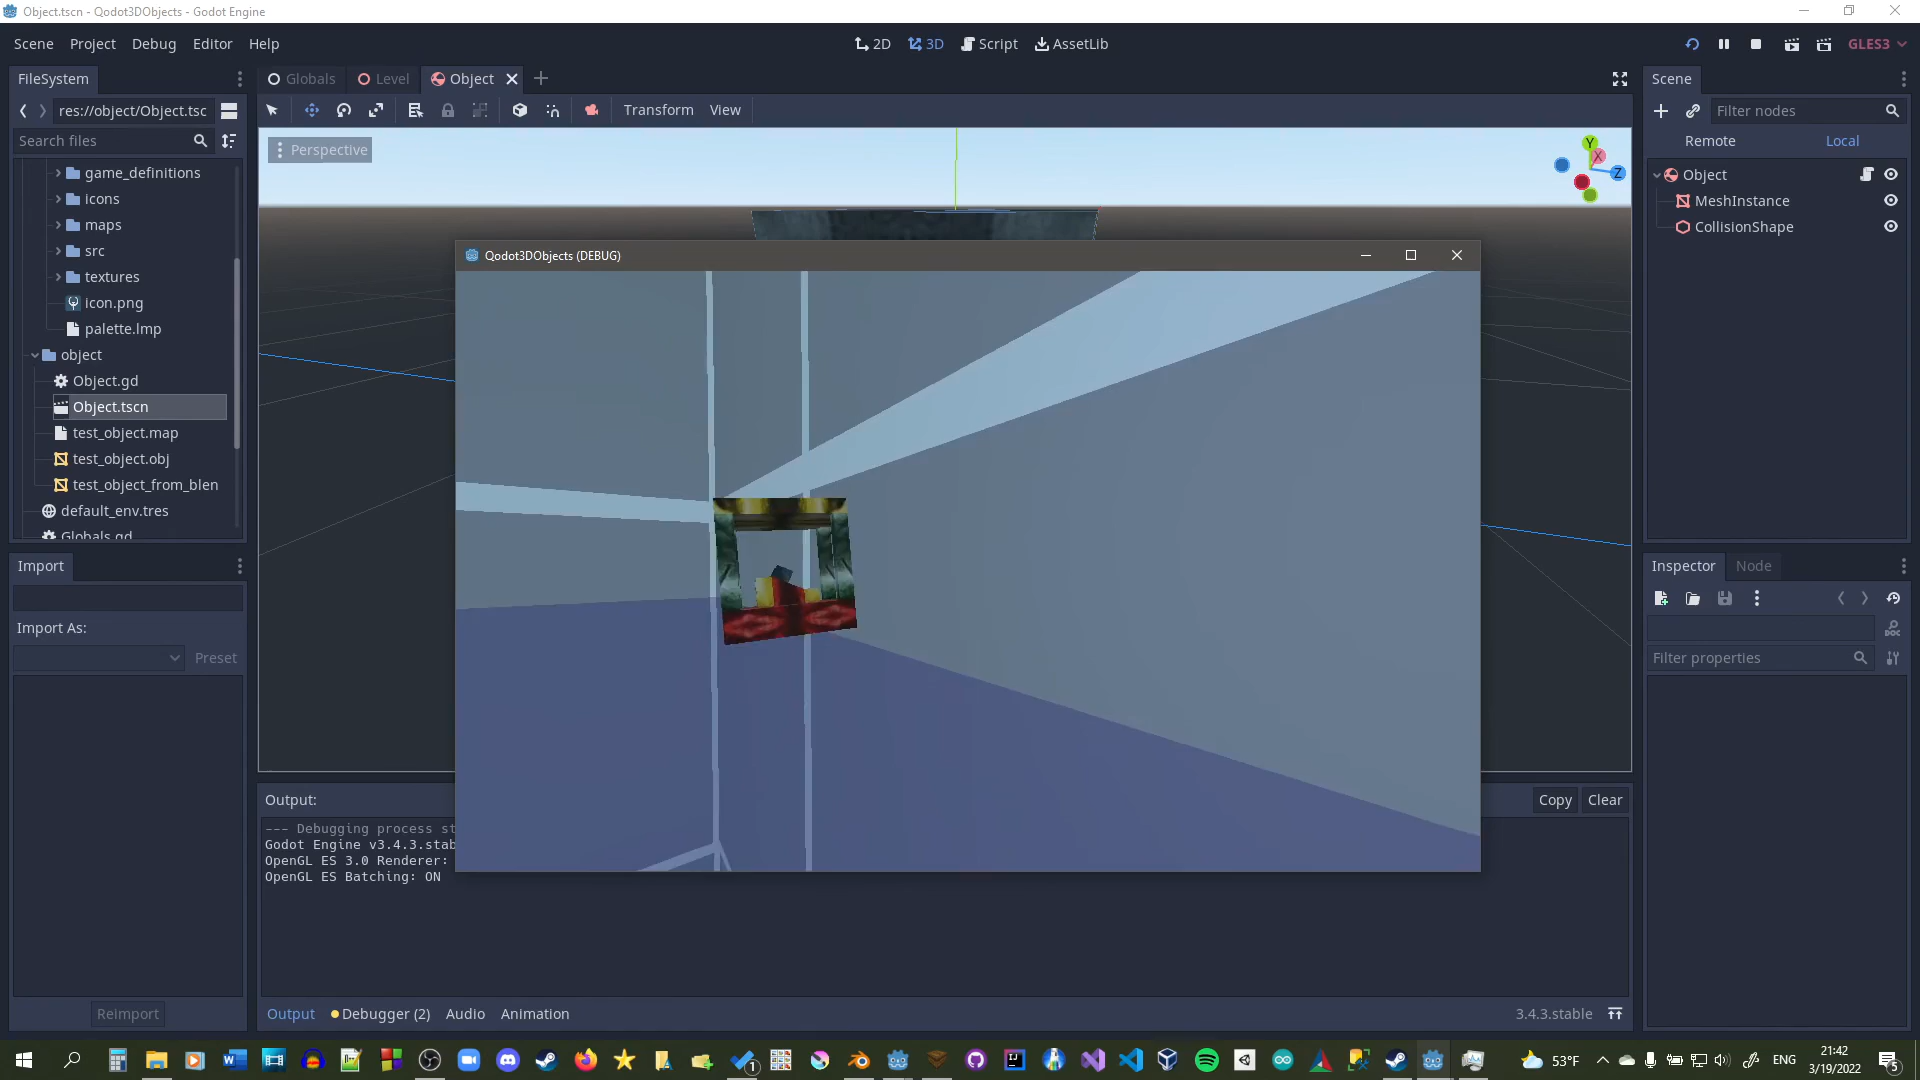 Object.tscn - Qodot3DObjects - Godot Engine
Scene Project Debug Editor Help
2D 3D Script AssetLib
GLES3
FileSystem
Globals Level Object
Scene
res://object/Object.tsc
Transform View
Filter nodes
Search files
Perspective
Remote Local
Y
X
Z
game_definitions
icons
maps
src
textures
icon.png
palette.lmp
object
Object.gd
Object.tscn
test_object.map
test_object.obj
test_object_from_blen
default_env.tres
Globals.gd
Object
MeshInstance
CollisionShape
Qodot3DObjects (DEBUG)
Import
Import As:
Preset
Reimport
Inspector Node
DOC
Filter properties
Output:
Copy Clear
--- Debugging process st
Godot Engine v3.4.3.stab
OpenGL ES 3.0 Renderer:
OpenGL ES Batching: ON
Output Debugger (2) Audio Animation
3.4.3.stable
1
53°F
ENG
21:42
3/19/2022
5